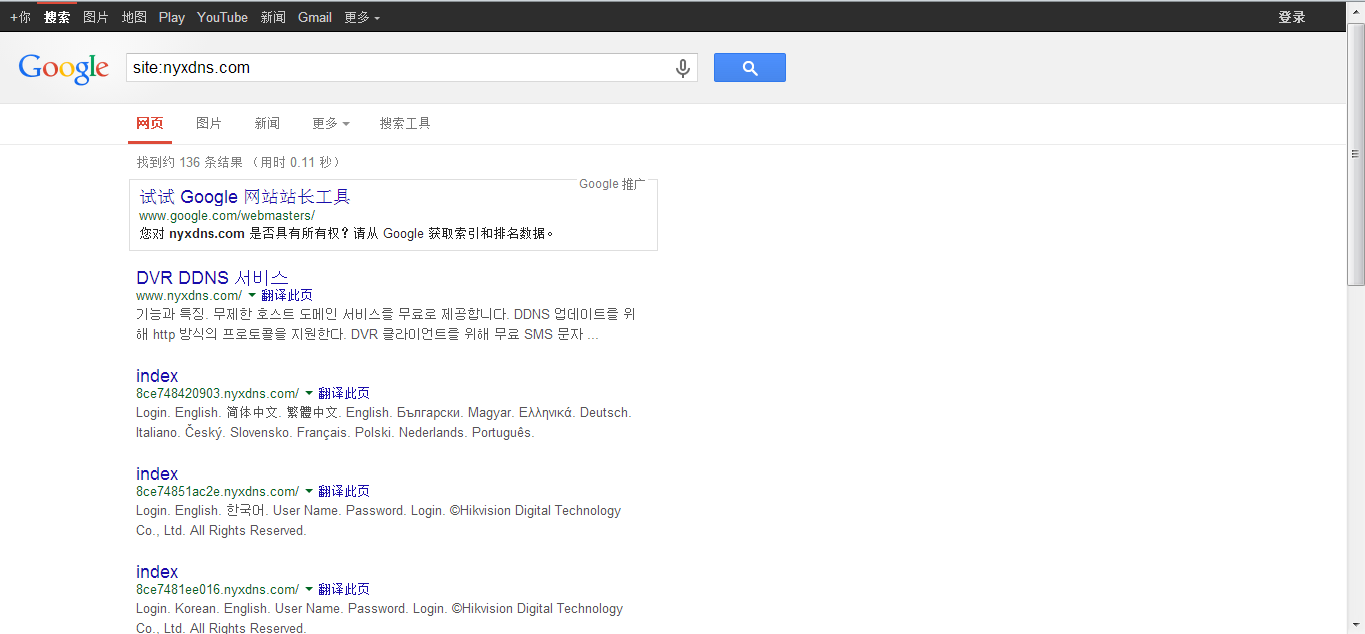 +你 搜索 图片 地图 Play YouTube 新闻 Gmail 更多 登录
Google site:nyxdns.com
网页 图片 新闻 更多 搜索工具
找到约 136 条结果 （用时 0.11 秒）
Google 推广
试试 Google 网站站长工具
www.google.com/webmasters/
您对 nyxdns.com 是否具有所有权？请从 Google 获取索引和排名数据。
DVR DDNS 서비스
www.nyxdns.com/ 翻译此页
기능과 특징. 무제한 호스트 도메인 서비스를 무료로 제공합니다. DDNS 업데이트를 위
해 http 방식의 프로토콜을 지원한다. DVR 클라이언트를 위해 무료 SMS 문자 ...
index
8ce748420903.nyxdns.com/ 翻译此页
Login. English. 简体中文. 繁體中文. English. Български. Magyar. Ελληνικά. Deutsch.
Italiano. Český. Slovensko. Français. Polski. Nederlands. Português.
index
8ce74851ac2e.nyxdns.com/ 翻译此页
Login. English. 한국어. User Name. Password. Login. ©Hikvision Digital Technology
Co., Ltd. All Rights Reserved.
index
8ce7481ee016.nyxdns.com/ 翻译此页
Login. Korean. English. User Name. Password. Login. ©Hikvision Digital Technology
Co., Ltd. All Rights Reserved.